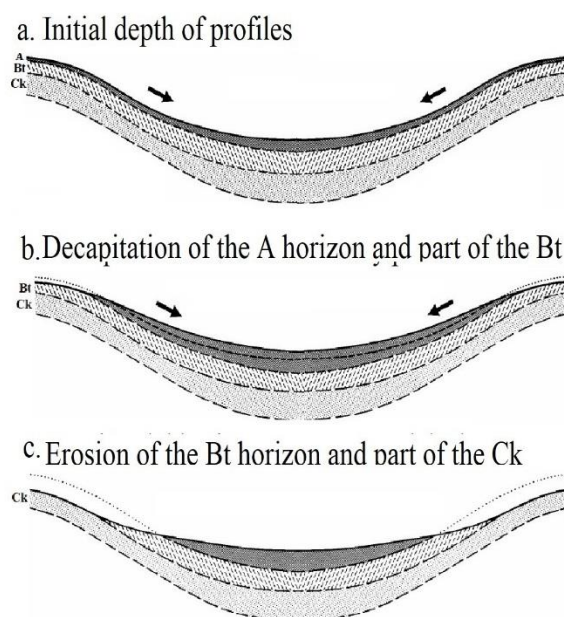 a. Initial depth of profiles
A
Bt
Ck
b. Decapitation of the A horizon and part of the Bt
Bt
Ck
c. Erosion of the Bt horizon and part of the Ck
Ck